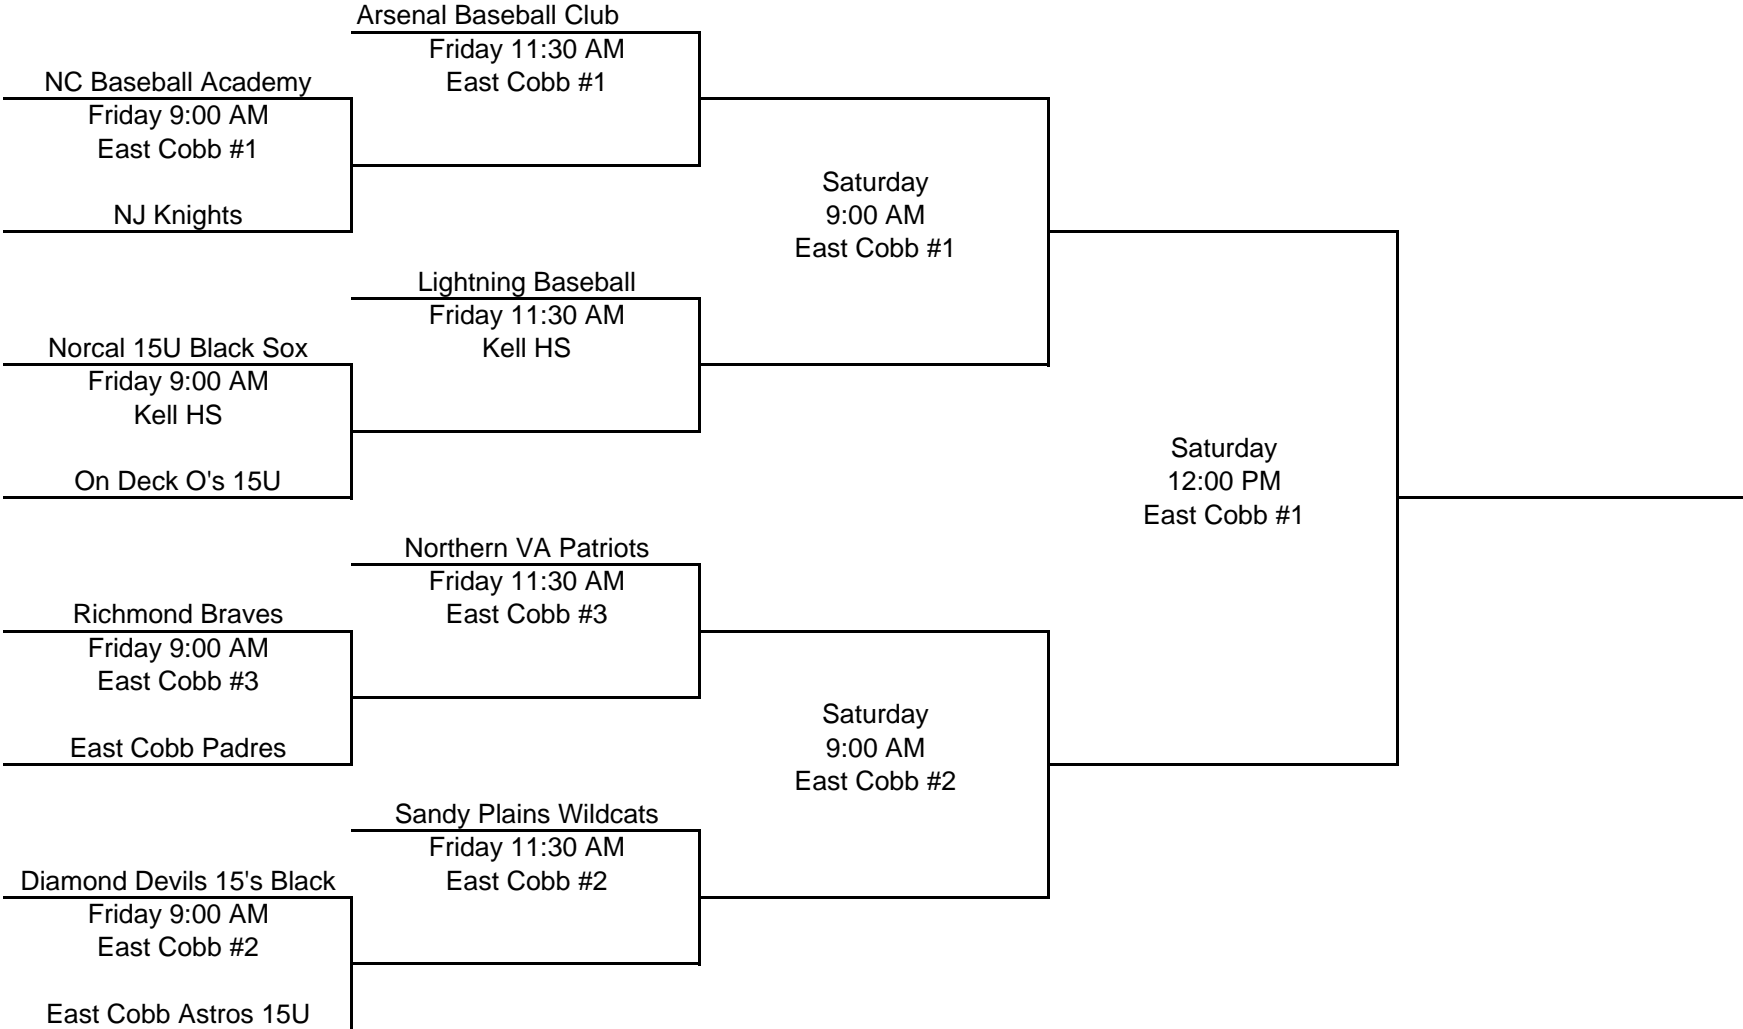 Arsenal Baseball Club
Friday 11:30 AM
East Cobb #1
NC Baseball Academy
Friday 9:00 AM
East Cobb #1
NJ Knights
Saturday
9:00 AM
East Cobb #1
Lightning Baseball
Friday 11:30 AM
Kell HS
Norcal 15U Black Sox
Friday 9:00 AM
Kell HS
On Deck O's 15U
Saturday
12:00 PM
East Cobb #1
Northern VA Patriots
Friday 11:30 AM
East Cobb #3
Richmond Braves
Friday 9:00 AM
East Cobb #3
East Cobb Padres
Saturday
9:00 AM
East Cobb #2
Sandy Plains Wildcats
Friday 11:30 AM
East Cobb #2
Diamond Devils 15's Black
Friday 9:00 AM
East Cobb #2
East Cobb Astros 15U